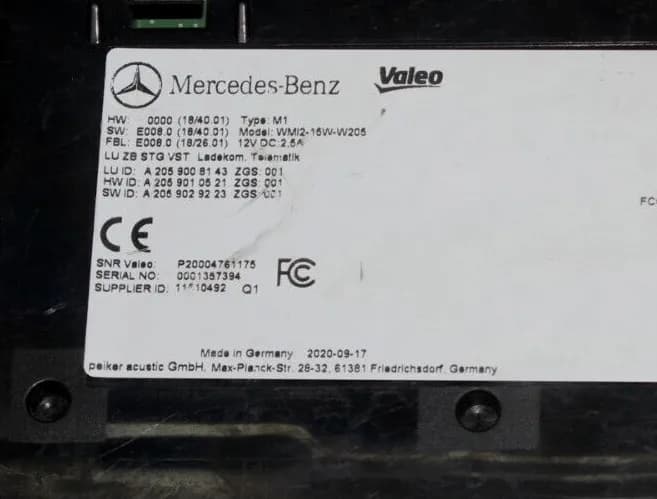 Mercedes-Benz Valeo
HW: 0000 (18/40.01) Type: M1
SW: E008.0 (18/40.01) Model: WMI2-15W-W205
FBL: E008.0 (18/26.01) 12V DC: 2.5A
LU ZB STG VST Ladekom. Telematik
LU ID: A 205 900 81 43 ZGS: 001
HW ID: A 205 901 05 21 ZGS: 001
SW ID: A 205 902 92 23 ZGS: 001
FC
CE
SNR Valeo: P20004761175
SERIAL NO: 0001357394
SUPPLIER ID: Q1
FC
Made in Germany 2020-09-17
peiker acustic GmbH, Max-Planck-Str. 28-32, 61381 Friedrichsdorf, Germany